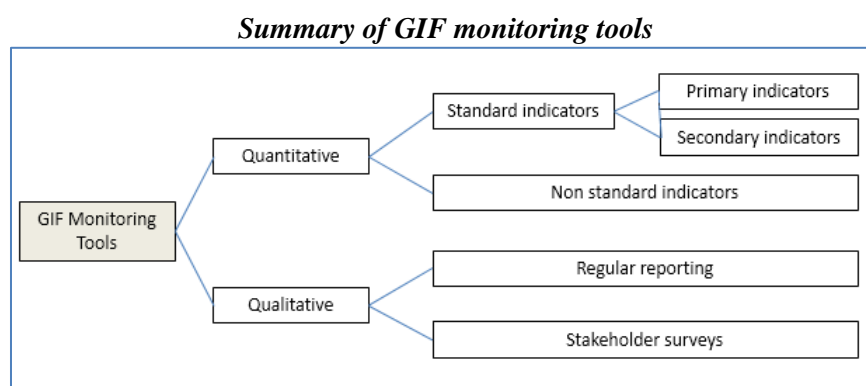 Summary of GIF monitoring tools
Primary indicators
Standard indicators
Secondary indicators
Quantitative
Non standard indicators
GIF Monitoring
Tools
Regular reporting
Qualitative
Stakeholder surveys